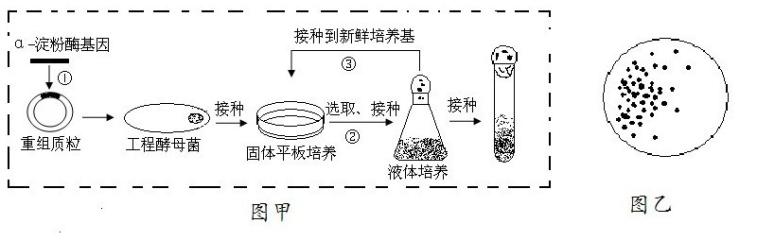 α-淀粉酶基因
接种到新鲜培养基
①
③
接种
选取、接种
接种
②
重组质粒
工程酵母菌
固体平板培养
液体培养
图甲
图乙